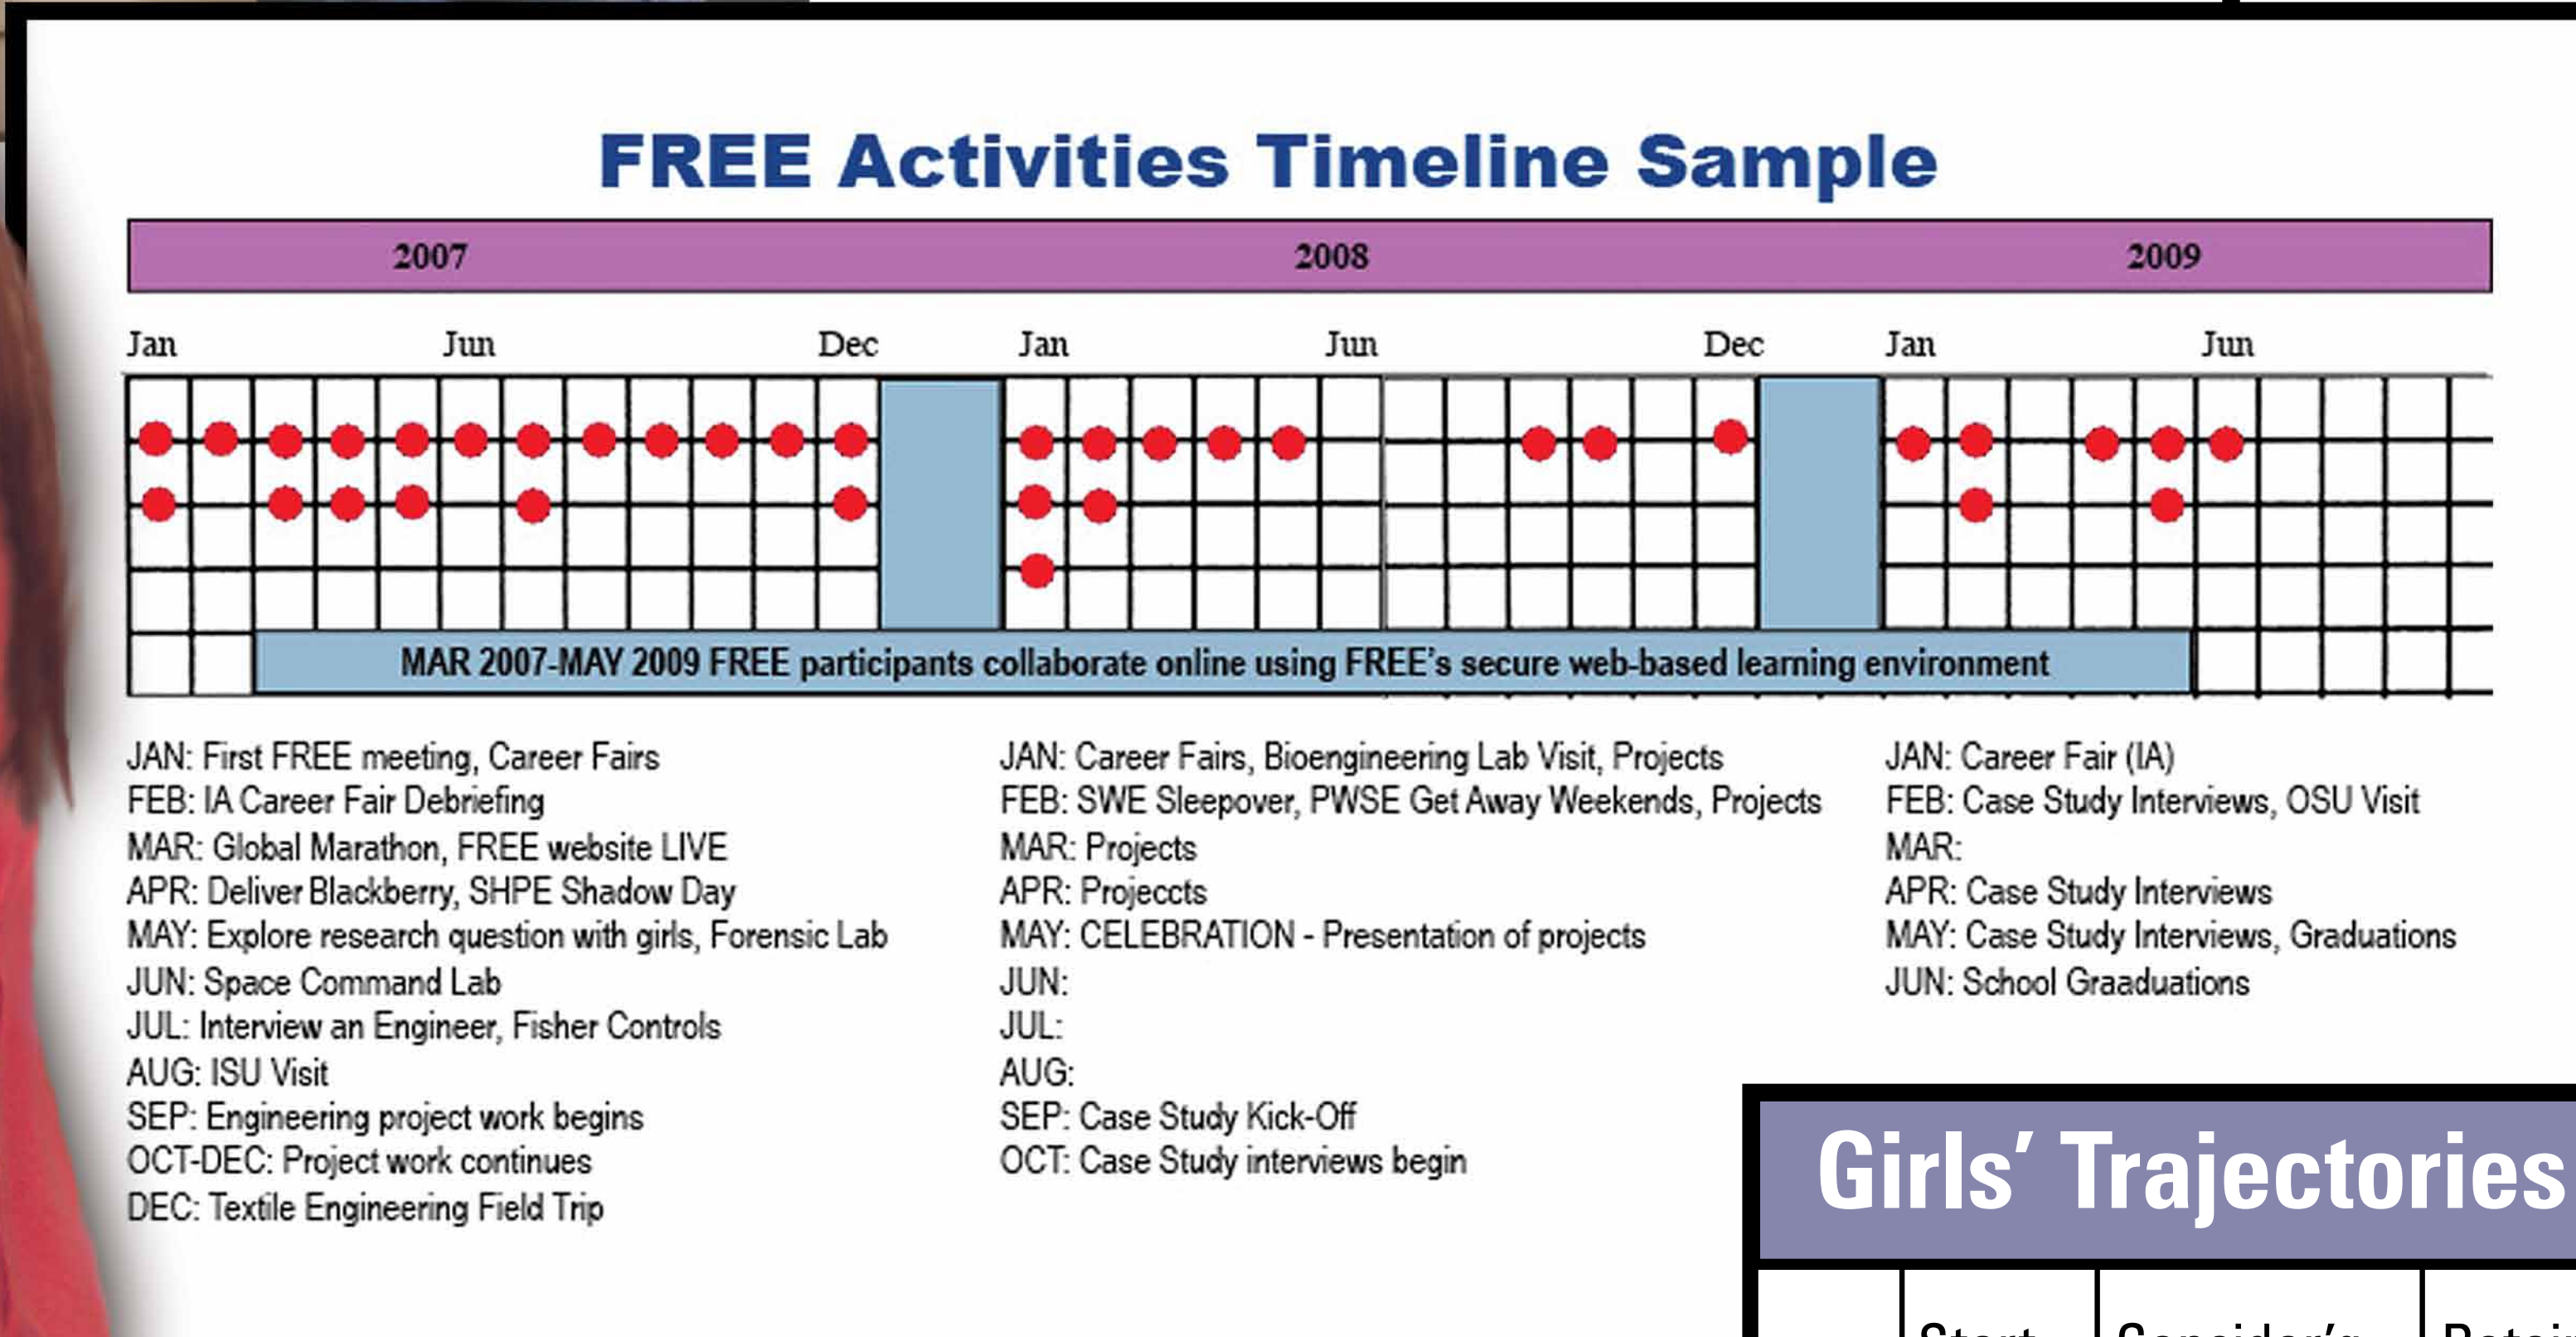 FREE Activities Timeline Sample
2007 2008 2009
Jan Jun Dec Jan Jun Dec Jan Jun
MAR 2007-MAY 2009 FREE participants collaborate online using FREE's secure web-based learning environment
JAN: First FREE meeting, Career Fairs
FEB: IA Career Fair Debriefing
MAR: Global Marathon, FREE website LIVE
APR: Deliver Blackberry, SHPE Shadow Day
MAY: Explore research question with girls, Forensic Lab
JUN: Space Command Lab
JUL: Interview an Engineer, Fisher Controls
AUG: ISU Visit
SEP: Engineering project work begins
OCT-DEC: Project work continues
DEC: Textile Engineering Field Trip
JAN: Career Fairs, Bioengineering Lab Visit, Projects
FEB: SWE Sleepover, PWSE Get Away Weekends, Projects
MAR: Projects
APR: Projeccts
MAY: CELEBRATION - Presentation of projects
JUN:
JUL:
AUG:
SEP: Case Study Kick-Off
OCT: Case Study interviews begin
JAN: Career Fair (IA)
FEB: Case Study Interviews, OSU Visit
MAR:
APR: Case Study Interviews
MAY: Case Study Interviews, Graduations
JUN: School Graaduations
Girls' Trajectories
Start